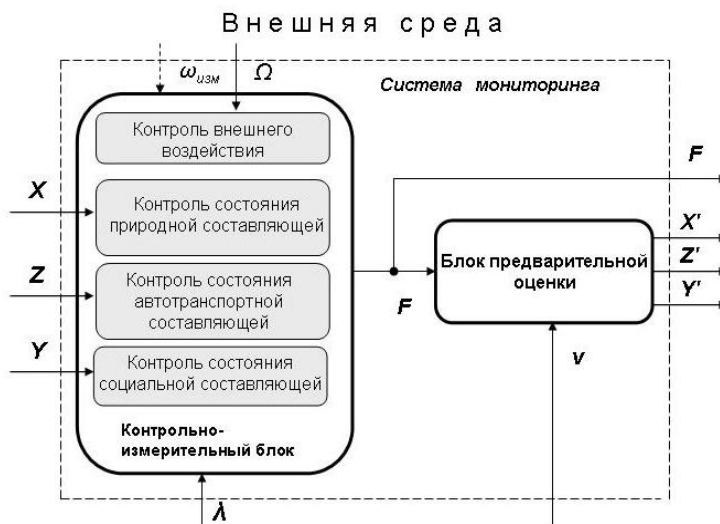 Внешняя среда
ωизм
Ω
Система мониторинга
Контроль внешнего
воздействия
F
X
Контроль состояния
природной составляющей
X'
Блок предварительной
оценки
Z'
Z
Контроль состояния
автотранспортной
составляющей
F
Y'
Y
Контроль состояния
социальной составляющей
v
Контрольно-
измерительный блок
λ